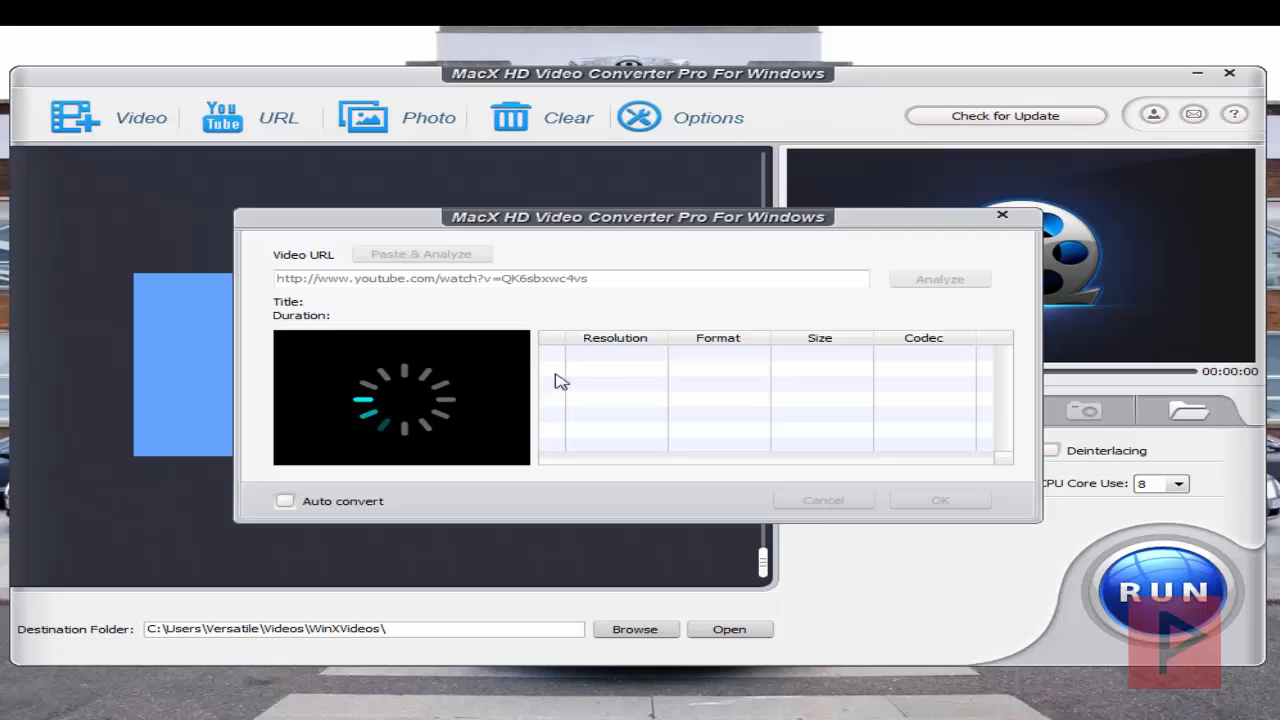 MacX HD Video Converter Pro For Windows
Video
You Tube URL
Photo
Clear
Options
Check for Update
?
MacX HD Video Converter Pro For Windows
Video URL
Paste & Analyze
http://www.youtube.com/watch?v=QK6sbxwc4vs
Analyze
Title:
Duration:
Resolution Format Size Codec
00:00:00
Deinterlacing
CPU Core Use: 8
Auto convert
Cancel
OK
RUN
Destination Folder: C:\Users\Versatile\Videos\WinXVideos\
Browse
Open